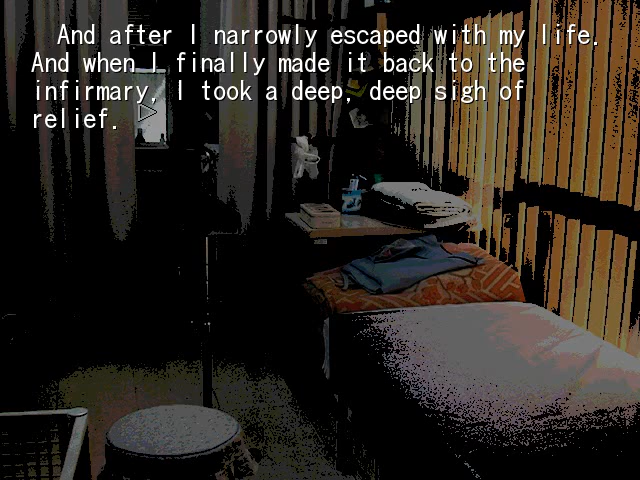 And after I narrowly escaped with my life.
And when I finally made it back to the
infirmary, I took a deep, deep sigh of
relief.